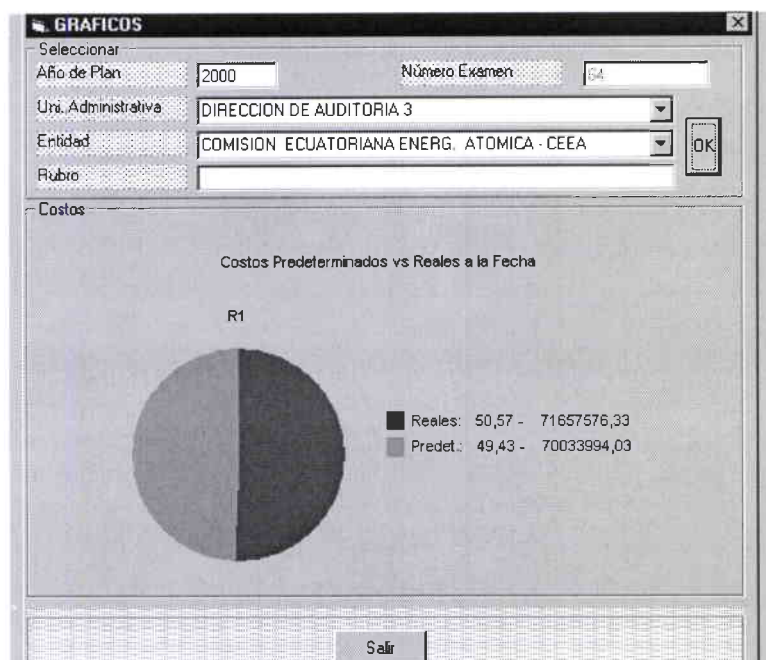 GRAFICOS
Seleccionar
Año de Plan 2000 Número Examen 64
Uni. Administrativa DIRECCION DE AUDITORIA 3
Entidad COMISION ECUATORIANA ENERG. ATOMICA - CEEA OK
Rubro
Costos
Costos Predeterminados vs Reales a la Fecha
R1
Reales: 50,57 - 71657576,33
Predet.: 49,43 - 70033994,03
Salir